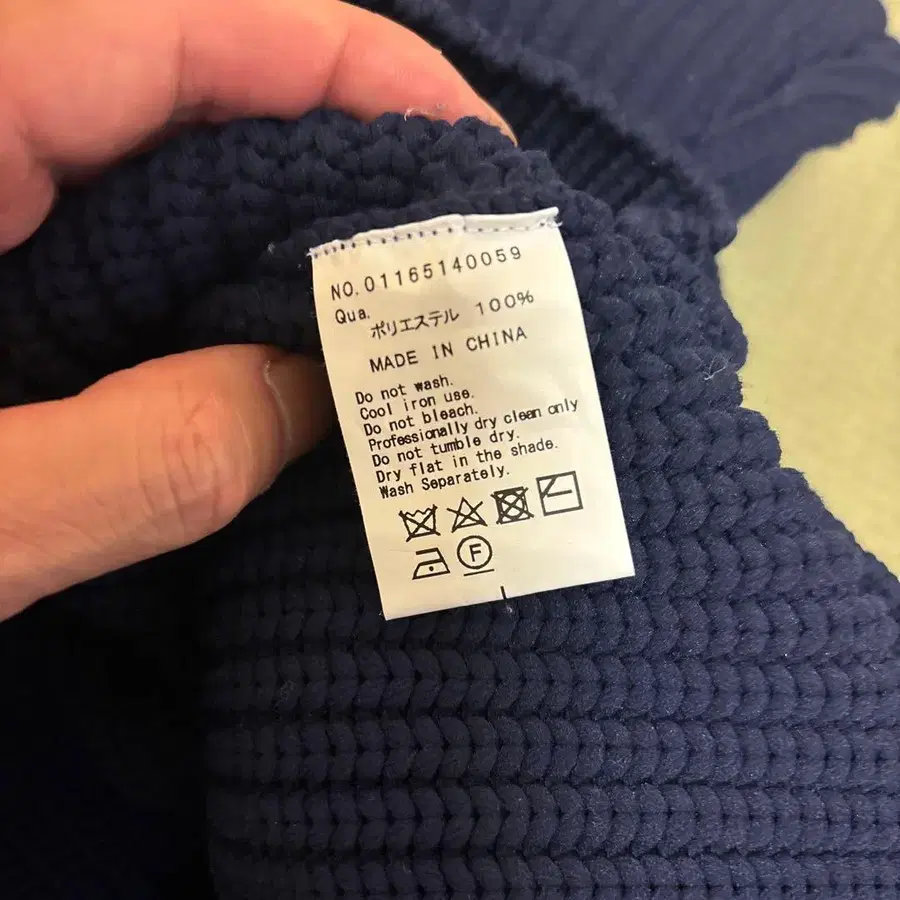 NO.01165140059
Qua.
ポリエステル 100%
MADE IN CHINA
Do not wash.
Cool iron use.
Do not bleach.
Professionally dry clean only
Do not tumble dry.
Dry flat in the shade.
Wash Separately.
F